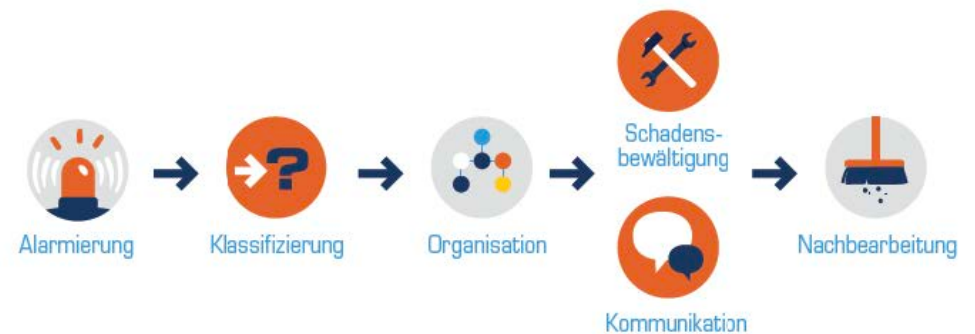 Alarmierung
Klassifizierung
Organisation
Schadens-
bewältigung
Kommunikation
Nachbearbeitung